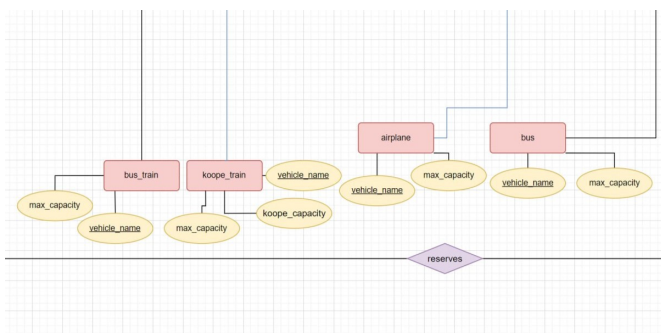 airplane
bus
bus_train
koope_train
vehicle_name
max_capacity
vehicle_name
vehicle_name
max_capacity
max_capacity
koope_capacity
vehicle_name
max_capacity
reserves